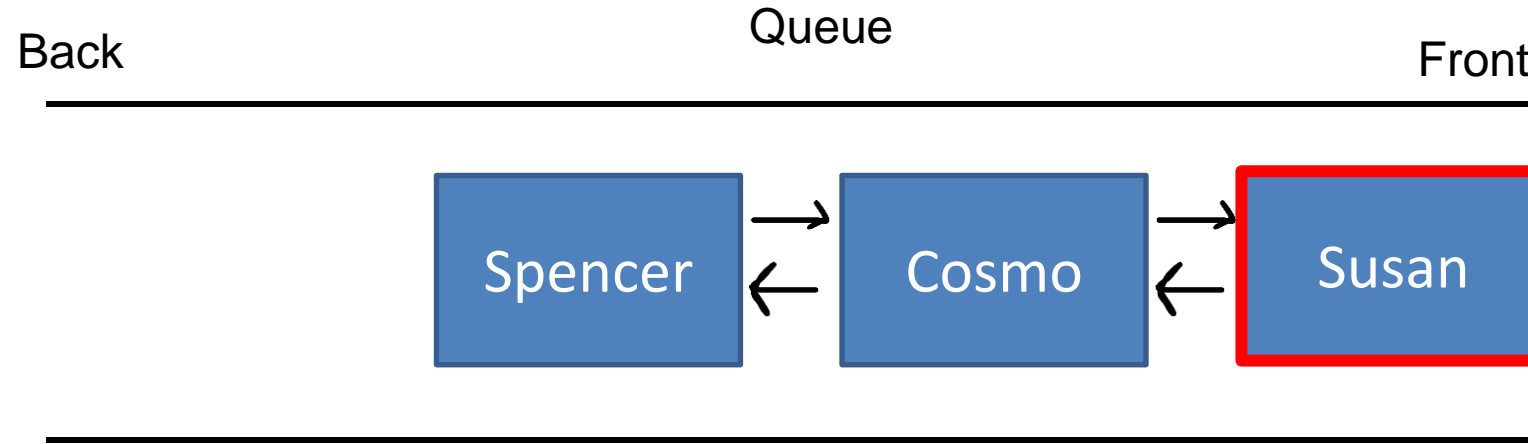 Queue
Back
Front
Spencer
Cosmo
Susan